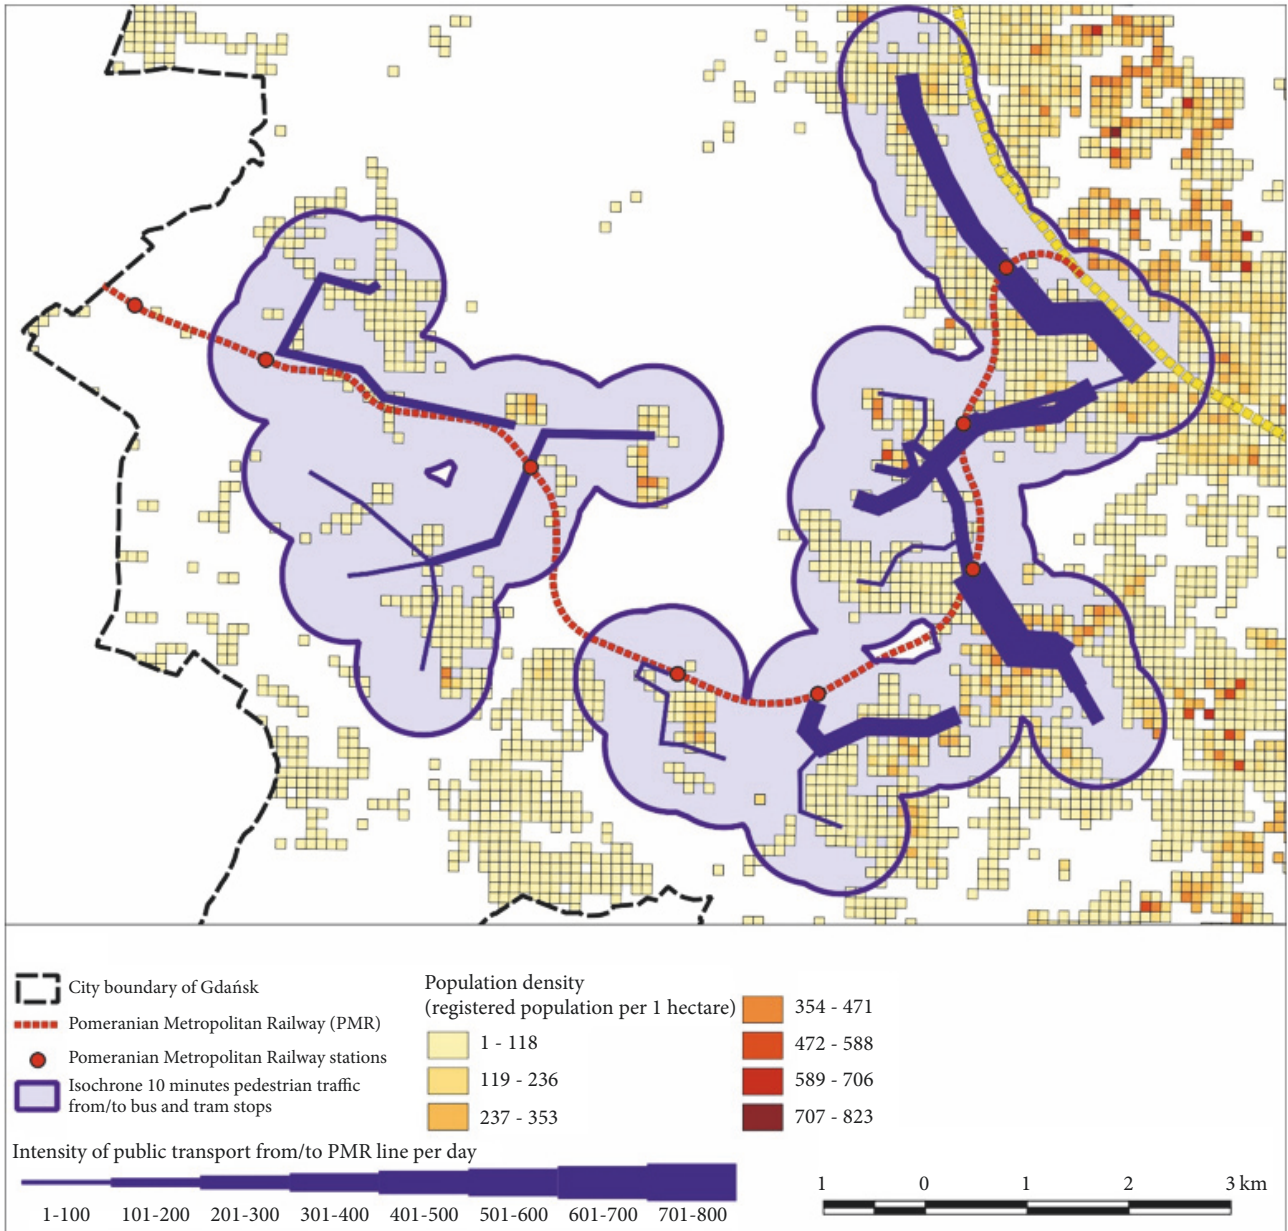 City boundary of Gdańsk
Pomeranian Metropolitan Railway (PMR)
Pomeranian Metropolitan Railway stations
Isochrone 10 minutes pedestrian traffic
from/to bus and tram stops
Population density
(registered population per 1 hectare)
1 - 118
119 - 236
237 - 353
354 - 471
472 - 588
589 - 706
707 - 823
Intensity of public transport from/to PMR line per day
1-100 101-200 201-300 301-400 401-500 501-600 601-700 701-800
1 0 1 2 3 km